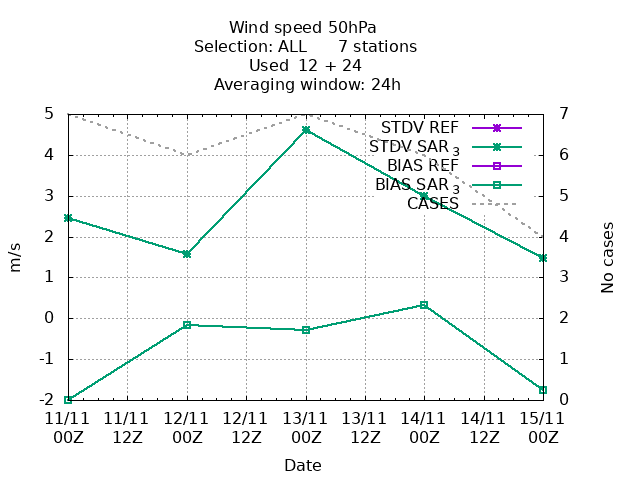 Wind speed 50hPa
Selection: ALL 7 stations
Used 12 + 24
Averaging window: 24h
5 7
STDV REF
STDV SAR 3
4 6
BIAS REF
BIAS SAR 3
3 5
CASES
2 4
m/s
No cases
1 3
0 2
-1 1
-2 0
11/11 11/11 12/11 12/11 13/11 13/11 14/11 14/11 15/11
00Z 12Z 00Z 12Z 00Z 12Z 00Z 12Z 00Z
Date